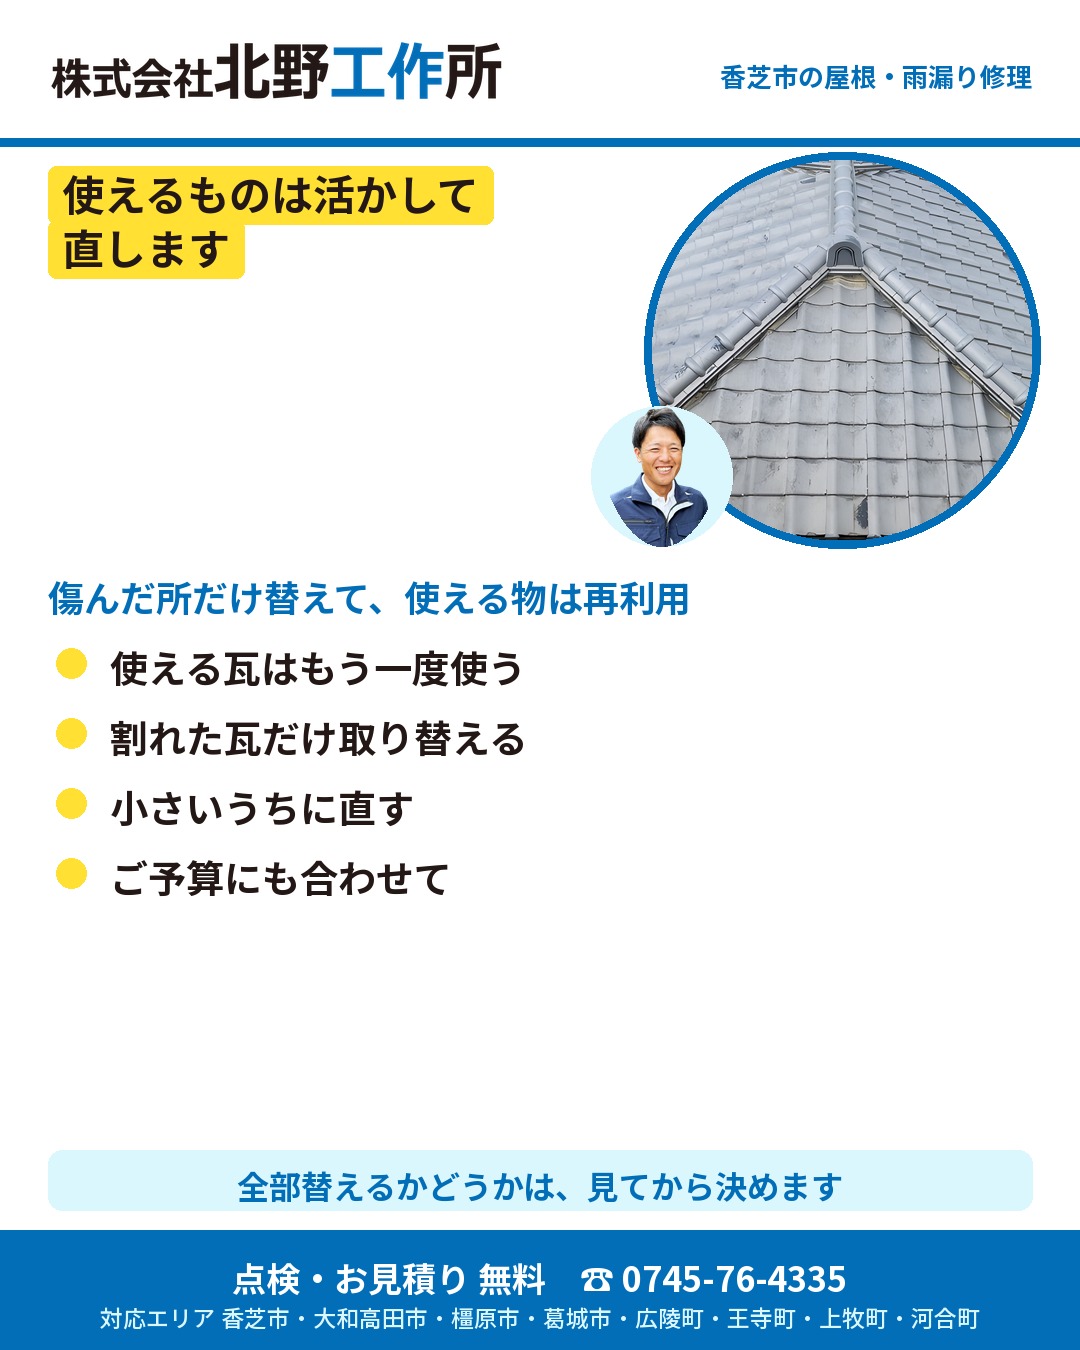 株式会社北野工作所
香芝市の屋根・雨漏り修理
使えるものは活かして
直します
傷んだ所だけ替えて、使える物は再利用
使える瓦はもう一度使う
割れた瓦だけ取り替える
小さいうちに直す
ご予算にも合わせて
全部替えるかどうかは、見てから決めます
点検・お見積り 無料 ☎ 0745-76-4335
対応エリア 香芝市・大和高田市・橿原市・葛城市・広陵町・王寺町・上牧町・河合町